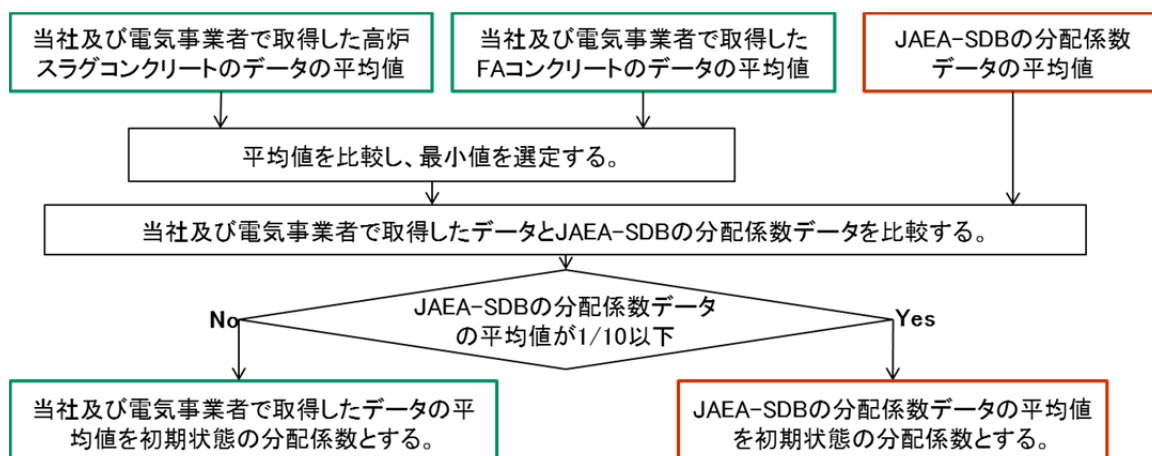 当社及び電気事業者で取得した高炉
スラグコンクリートのデータの平均値
当社及び電気事業者で取得した
FAコンクリートのデータの平均値
JAEA-SDBの分配係数
データの平均値
平均値を比較し、最小値を選定する。
当社及び電気事業者で取得したデータとJAEA-SDBの分配係数データを比較する。
JAEA-SDBの分配係数データ
の平均値が1/10以下
No
Yes
当社及び電気事業者で取得したデータの平
均値を初期状態の分配係数とする。
JAEA-SDBの分配係数データの平均値
を初期状態の分配係数とする。